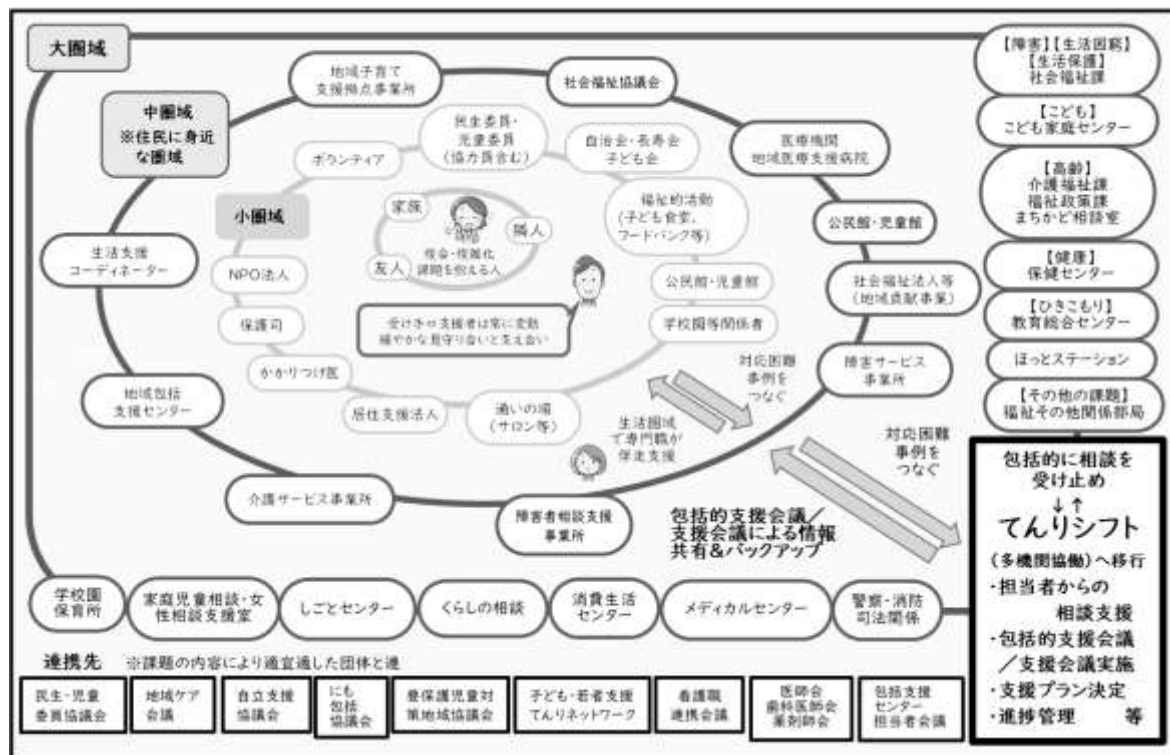 大圏域
中圏域
※住民に身近
な圏域
小圏域
地域子育て
支援拠点事業所
社会福祉協議会
医療機関
地域医療支援病院
公民館・児童館
社会福祉法人等
(地域貢献事業)
障害サービス
事業所
障害者相談支援
事業所
介護サービス事業所
地域包括
支援センター
生活支援
コーディネーター
ボランティア
民生委員・
児童委員
(協力員含む)
自治会・長寿会
子ども会
福祉的活動
(子ども食堂、
フードバンク等)
公民館・児童館
学校園等関係者
通いの場
(サロン等)
居住支援法人
かかりつけ医
保護司
NPO法人
家族
隣人
友人
複合・複雑化
課題を抱える人
受け手⇔支援者は常に変動
緩やかな見守り合いと支え合い
対応困難
事例を
つなぐ
生活圏域
で専門職が
伴走支援
対応困難
事例を
つなぐ
包括的支援会議/
支援会議による情報
共有&バックアップ
【障害】【生活困窮】
【生活保護】
社会福祉課
【こども】
こども家庭センター
【高齢】
介護福祉課
福祉政策課
まちかど相談室
【健康】
保健センター
【ひきこもり】
教育総合センター
ほっとステーション
【その他の課題】
福祉その他関係部局
包括的に相談を
受け止め
↓↑
てんりシフト
(多機関協働)へ移行
・担当者からの
相談支援
・包括的支援会議
/支援会議実施
・支援プラン決定
・進捗管理 等
学校園
保育所
家庭児童相談・女
性相談支援室
しごとセンター
くらしの相談
消費生活
センター
メディカルセンター
警察・消防
司法関係
連携先 ※課題の内容により適宜適した団体と連
民生・児童
委員協議会
地域ケア
会議
自立支援
協議会
にも
包括
協議会
要保護児童対
策地域協議会
子ども・若者支援
てんりネットワーク
看護職
連携会議
医師会
歯科医師会
薬剤師会
包括支援
センター
担当者会議